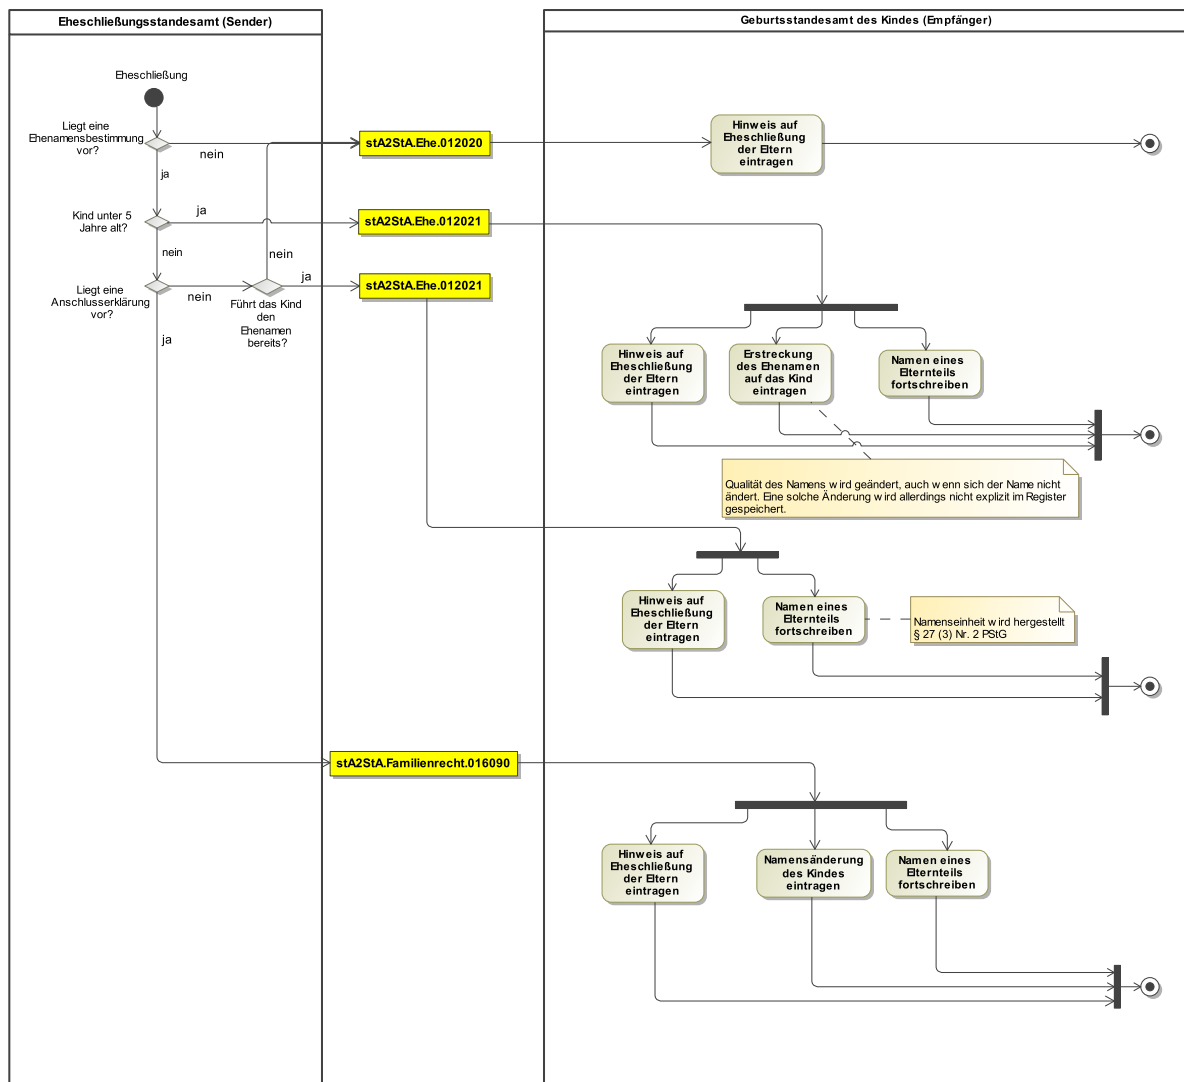 Eheschließungsstandesamt (Sender)
Geburtsstandesamt des Kindes (Empfänger)
Eheschließung
Liegt eine
Ehenamensbestimmung
vor?
nein
ja
stA2StA.Ehe.012020
Hinweis auf
Eheschließung
der Eltern
eintragen
Kind unter 5
Jahre alt?
ja
nein
stA2StA.Ehe.012021
Liegt eine
Anschlusserklärung
vor?
nein
ja
Führt das Kind
den
Ehenamen
bereits?
nein
ja
stA2StA.Ehe.012021
Hinweis auf
Eheschließung
der Eltern
eintragen
Erstreckung
des Ehenamen
auf das Kind
eintragen
Namen eines
Elternteils
fortschreiben
Qualität des Namens wird geändert, auch wenn sich der Name nicht
ändert. Eine solche Änderung wird allerdings nicht explizit im Register
gespeichert.
Hinweis auf
Eheschließung
der Eltern
eintragen
Namen eines
Elternteils
fortschreiben
Namenseinheit wird hergestellt
§ 27 (3) Nr. 2 PStG
stA2StA.Familienrecht.016090
Hinweis auf
Eheschließung
der Eltern
eintragen
Namensänderung
des Kindes
eintragen
Namen eines
Elternteils
fortschreiben